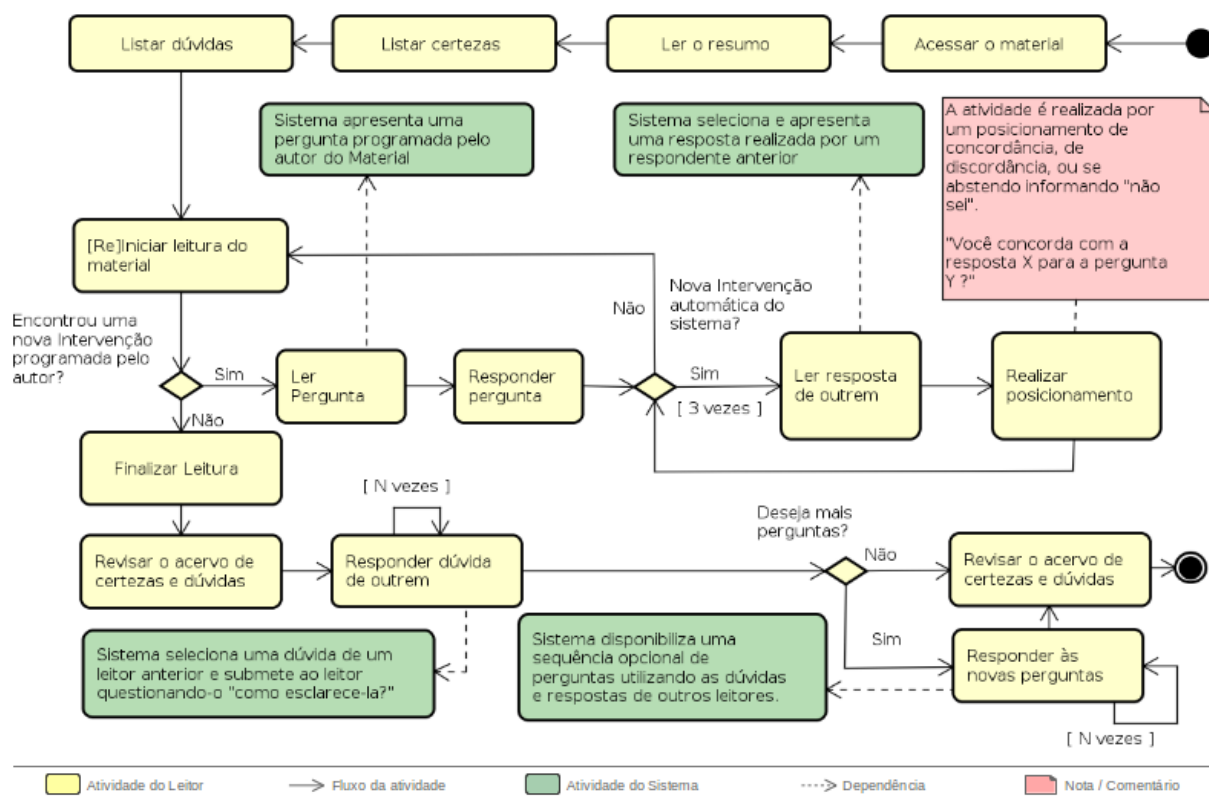 Listar dúvidas
Listar certezas
Ler o resumo
Acessar o material
Sistema apresenta uma
pergunta programada pelo
autor do Material
Sistema seleciona e apresenta
uma resposta realizada por um
respondente anterior
A atividade é realizada por
um posicionamento de
concordância, de
discordância, ou se
abstendo informando "não
sei".
"Você concorda com a
resposta X para a pergunta
Y ?"
[Re]Iniciar leitura do
material
Nova Intervenção
automática do
sistema?
Não
Encontrou uma
nova Intervenção
programada pelo
autor?
Sim
Ler
Pergunta
Responder
pergunta
Sim
[ 3 vezes ]
Ler resposta
de outrem
Realizar
posicionamento
Não
Finalizar Leitura
[ N vezes ]
Deseja mais
perguntas?
Revisar o acervo de
certezas e dúvidas
Responder dúvida
de outrem
Não
Revisar o acervo de
certezas e dúvidas
Sistema seleciona uma dúvida de um
leitor anterior e submete ao leitor
questionando-o "como esclarece-la?"
Sistema disponibiliza uma
sequência opcional de
perguntas utilizando as dúvidas
e respostas de outros leitores.
Sim
Responder às
novas perguntas
[ N vezes ]
Atividade do Leitor
Fluxo da atividade
Atividade do Sistema
Dependência
Nota / Comentário